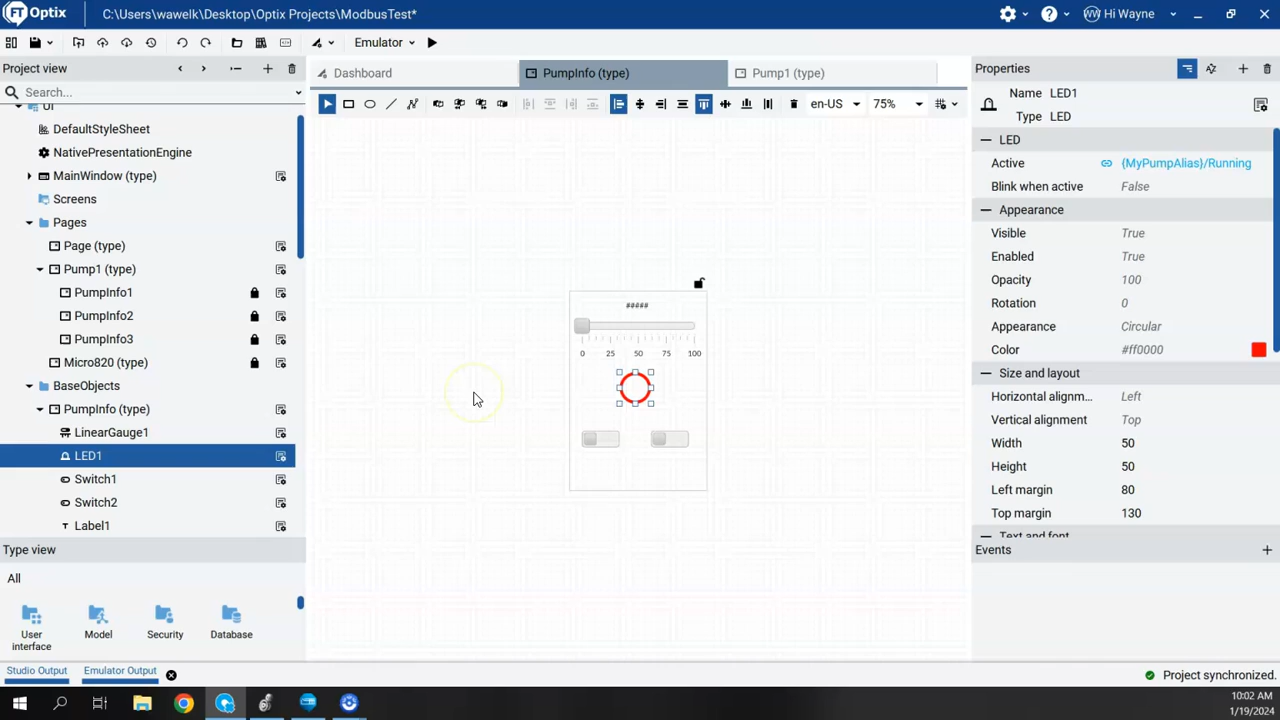 FT Optix
C:\Users\wawelk\Desktop\Optix Projects\ModbusTest*
WW Hi Wayne
Emulator
Project view
Search...
UI
DefaultStyleSheet
NativePresentationEngine
MainWindow (type)
Screens
Pages
Page (type)
Pump1 (type)
PumpInfo1
PumpInfo2
PumpInfo3
Micro820 (type)
BaseObjects
PumpInfo (type)
LinearGauge1
LED1
Switch1
Switch2
Label1
Type view
All
User interface
Model
Security
Database
Studio Output
Emulator Output
Dashboard
PumpInfo (type)
Pump1 (type)
en-US
75%
#####
0 25 50 75 100
Properties
Name LED1
Type LED
LED
Active {MyPumpAlias}/Running
Blink when active False
Appearance
Visible True
Enabled True
Opacity 100
Rotation 0
Appearance Circular
Color #ff0000
Size and layout
Horizontal alignm... Left
Vertical alignment Top
Width 50
Height 50
Left margin 80
Top margin 130
Text and font
Events
Project synchronized.
10:02 AM
1/19/2024